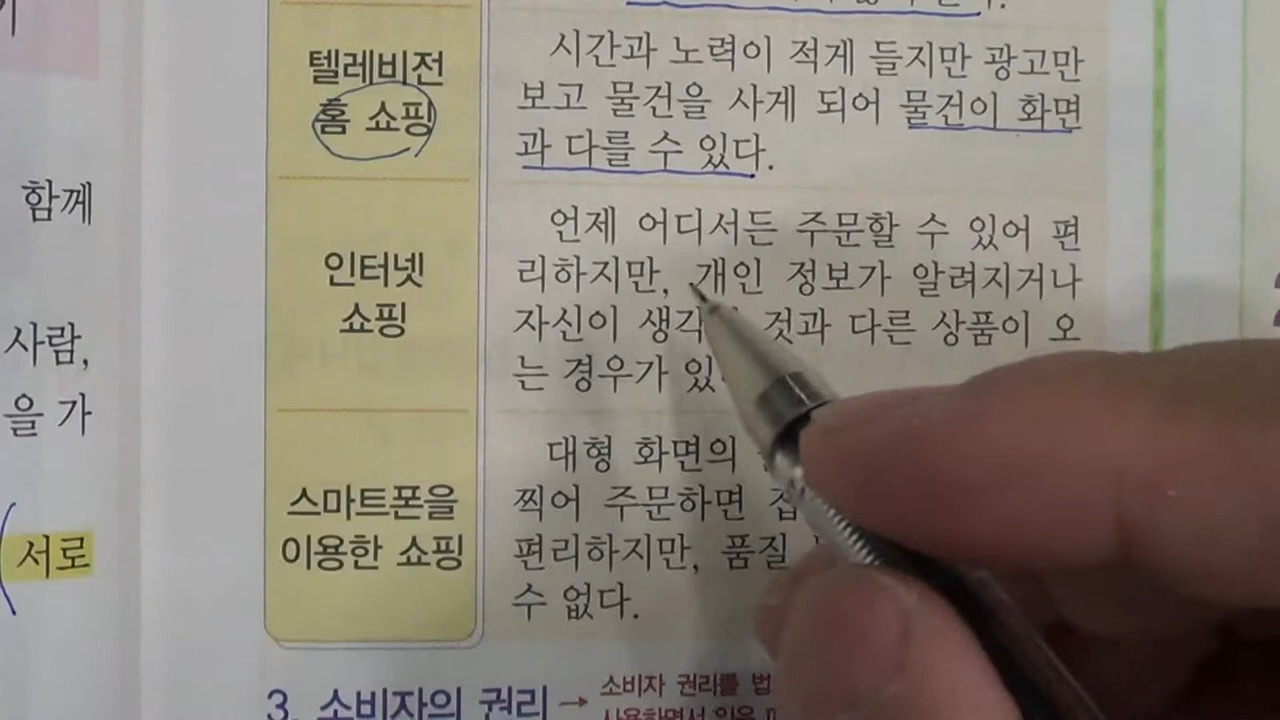 텔레비전
홈 쇼핑
시간과 노력이 적게 들지만 광고만
보고 물건을 사게 되어 물건이 화면
과 다를 수 있다.
인터넷
쇼핑
언제 어디서든 주문할 수 있어 편
리하지만, 개인 정보가 알려지거나
자신이 것과 다른 상품이 오
는 경우가
스마트폰을
이용한 쇼핑
대형 화면의
찍어 주문하면
편리하지만, 품질
수 없다.
3. 소비자의 권리 → 소비자 권리를 법
함께
사람,
을 가
서로